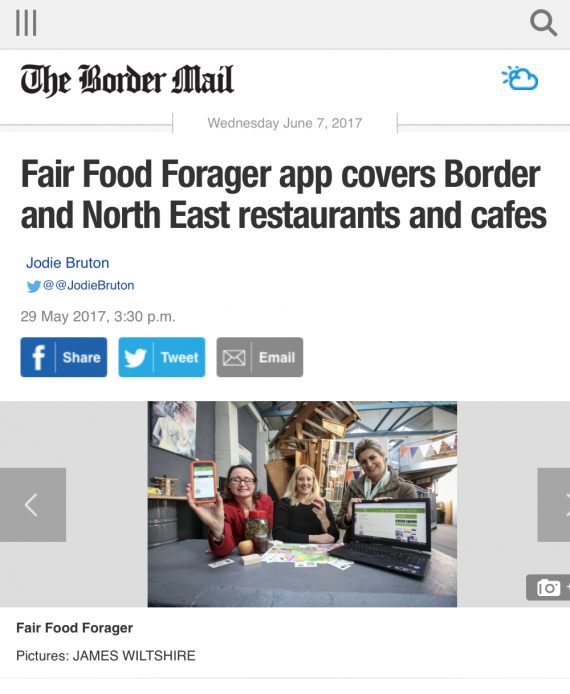 The Border Mail
Wednesday June 7, 2017
Fair Food Forager app covers Border
and North East restaurants and cafes
Jodie Bruton
@@JodieBruton
29 May 2017, 3:30 p.m.
Share
Tweet
Email
Fair Food Forager
Pictures: JAMES WILTSHIRE